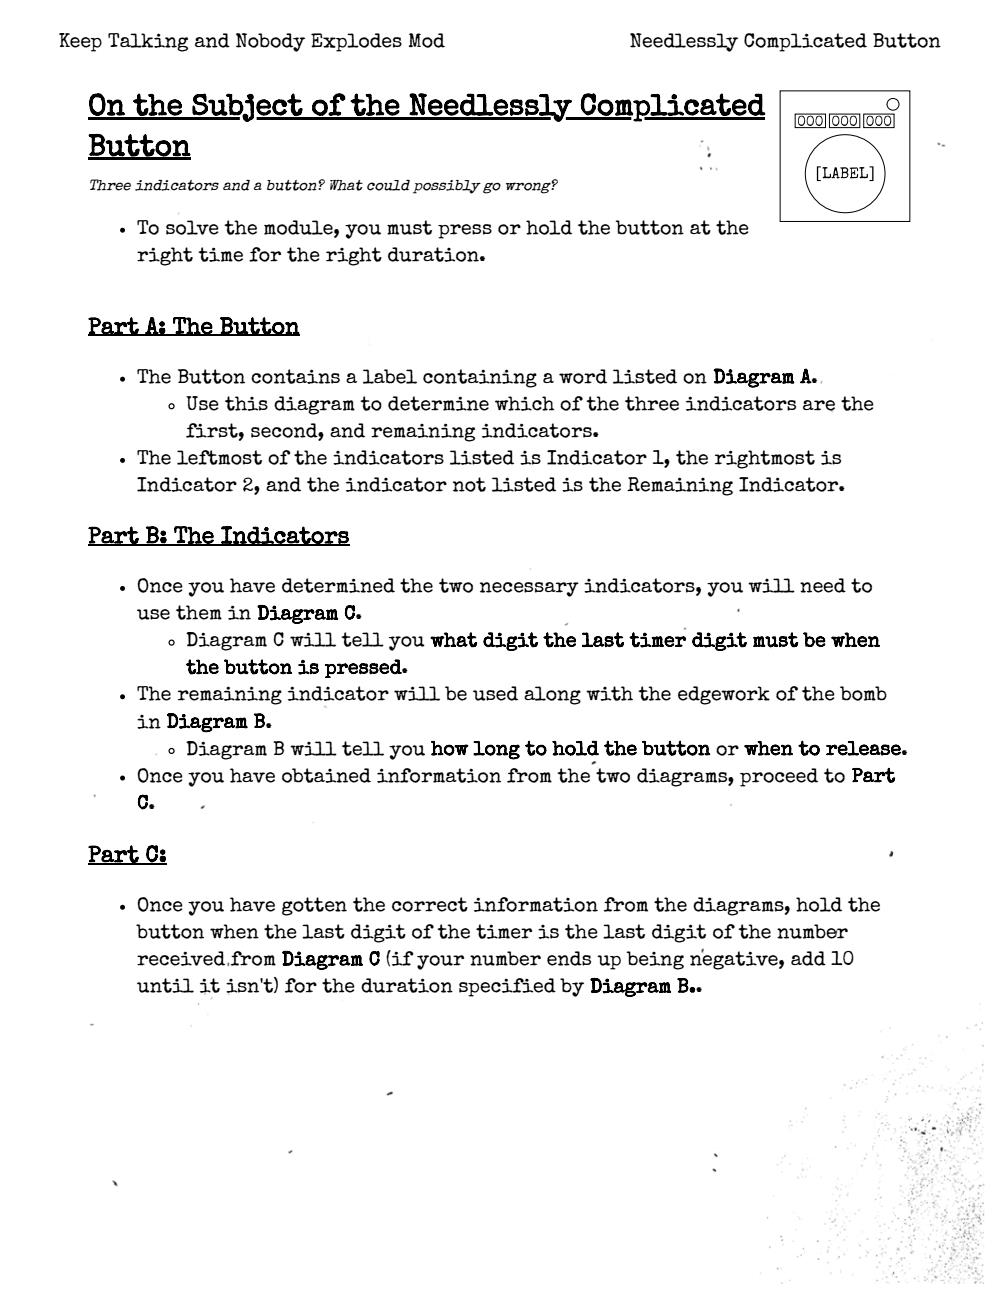 Keep Talking and Nobody Explodes Mod
Needlessly Complicated Button
On the Subject of the Needlessly Complicated
Button
000 000 000
[LABEL]
Three indicators and a button? What could possibly go wrong?
• To solve the module, you must press or hold the button at the
right time for the right duration.
Part A: The Button
• The Button contains a label containing a word listed on Diagram A.
◦ Use this diagram to determine which of the three indicators are the
first, second, and remaining indicators.
• The leftmost of the indicators listed is Indicator 1, the rightmost is
Indicator 2, and the indicator not listed is the Remaining Indicator.
Part B: The Indicators
• Once you have determined the two necessary indicators, you will need to
use them in Diagram C.
◦ Diagram C will tell you what digit the last timer digit must be when
the button is pressed.
• The remaining indicator will be used along with the edgework of the bomb
in Diagram B.
◦ Diagram B will tell you how long to hold the button or when to release.
• Once you have obtained information from the two diagrams, proceed to Part
C.
Part C:
• Once you have gotten the correct information from the diagrams, hold the
button when the last digit of the timer is the last digit of the number
received from Diagram C (if your number ends up being negative, add 10
until it isn't) for the duration specified by Diagram B..